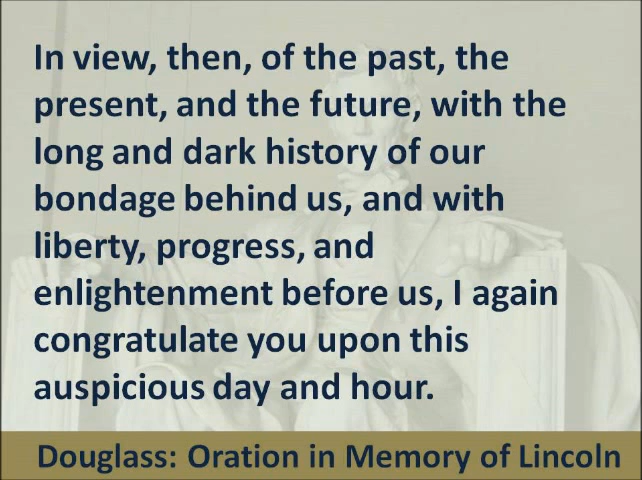 In view, then, of the past, the
present, and the future, with the
long and dark history of our
bondage behind us, and with
liberty, progress, and
enlightenment before us, I again
congratulate you upon this
auspicious day and hour.
Douglass: Oration in Memory of Lincoln